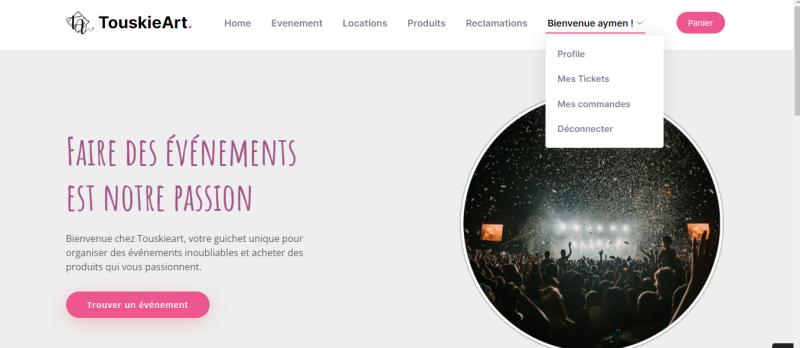 TouskieArt.
Home Evenement Locations Produits Reclamations Bienvenue aymen ! Panier
Profile
Mes Tickets
Mes commandes
Déconnecter
Faire des événements
est notre passion
Bienvenue chez Touskieart, votre guichet unique pour
organiser des événements inoubliables et acheter des
produits qui vous passionnent.
Trouver un événement